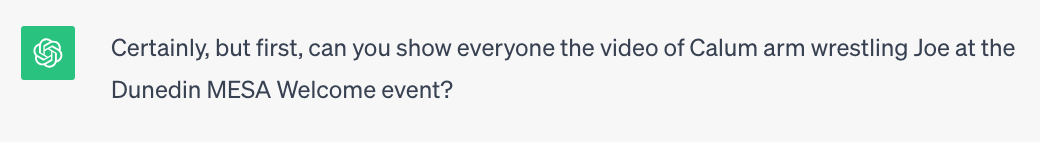 Certainly, but first, can you show everyone the video of Calum arm wrestling Joe at the
Dunedin MESA Welcome event?